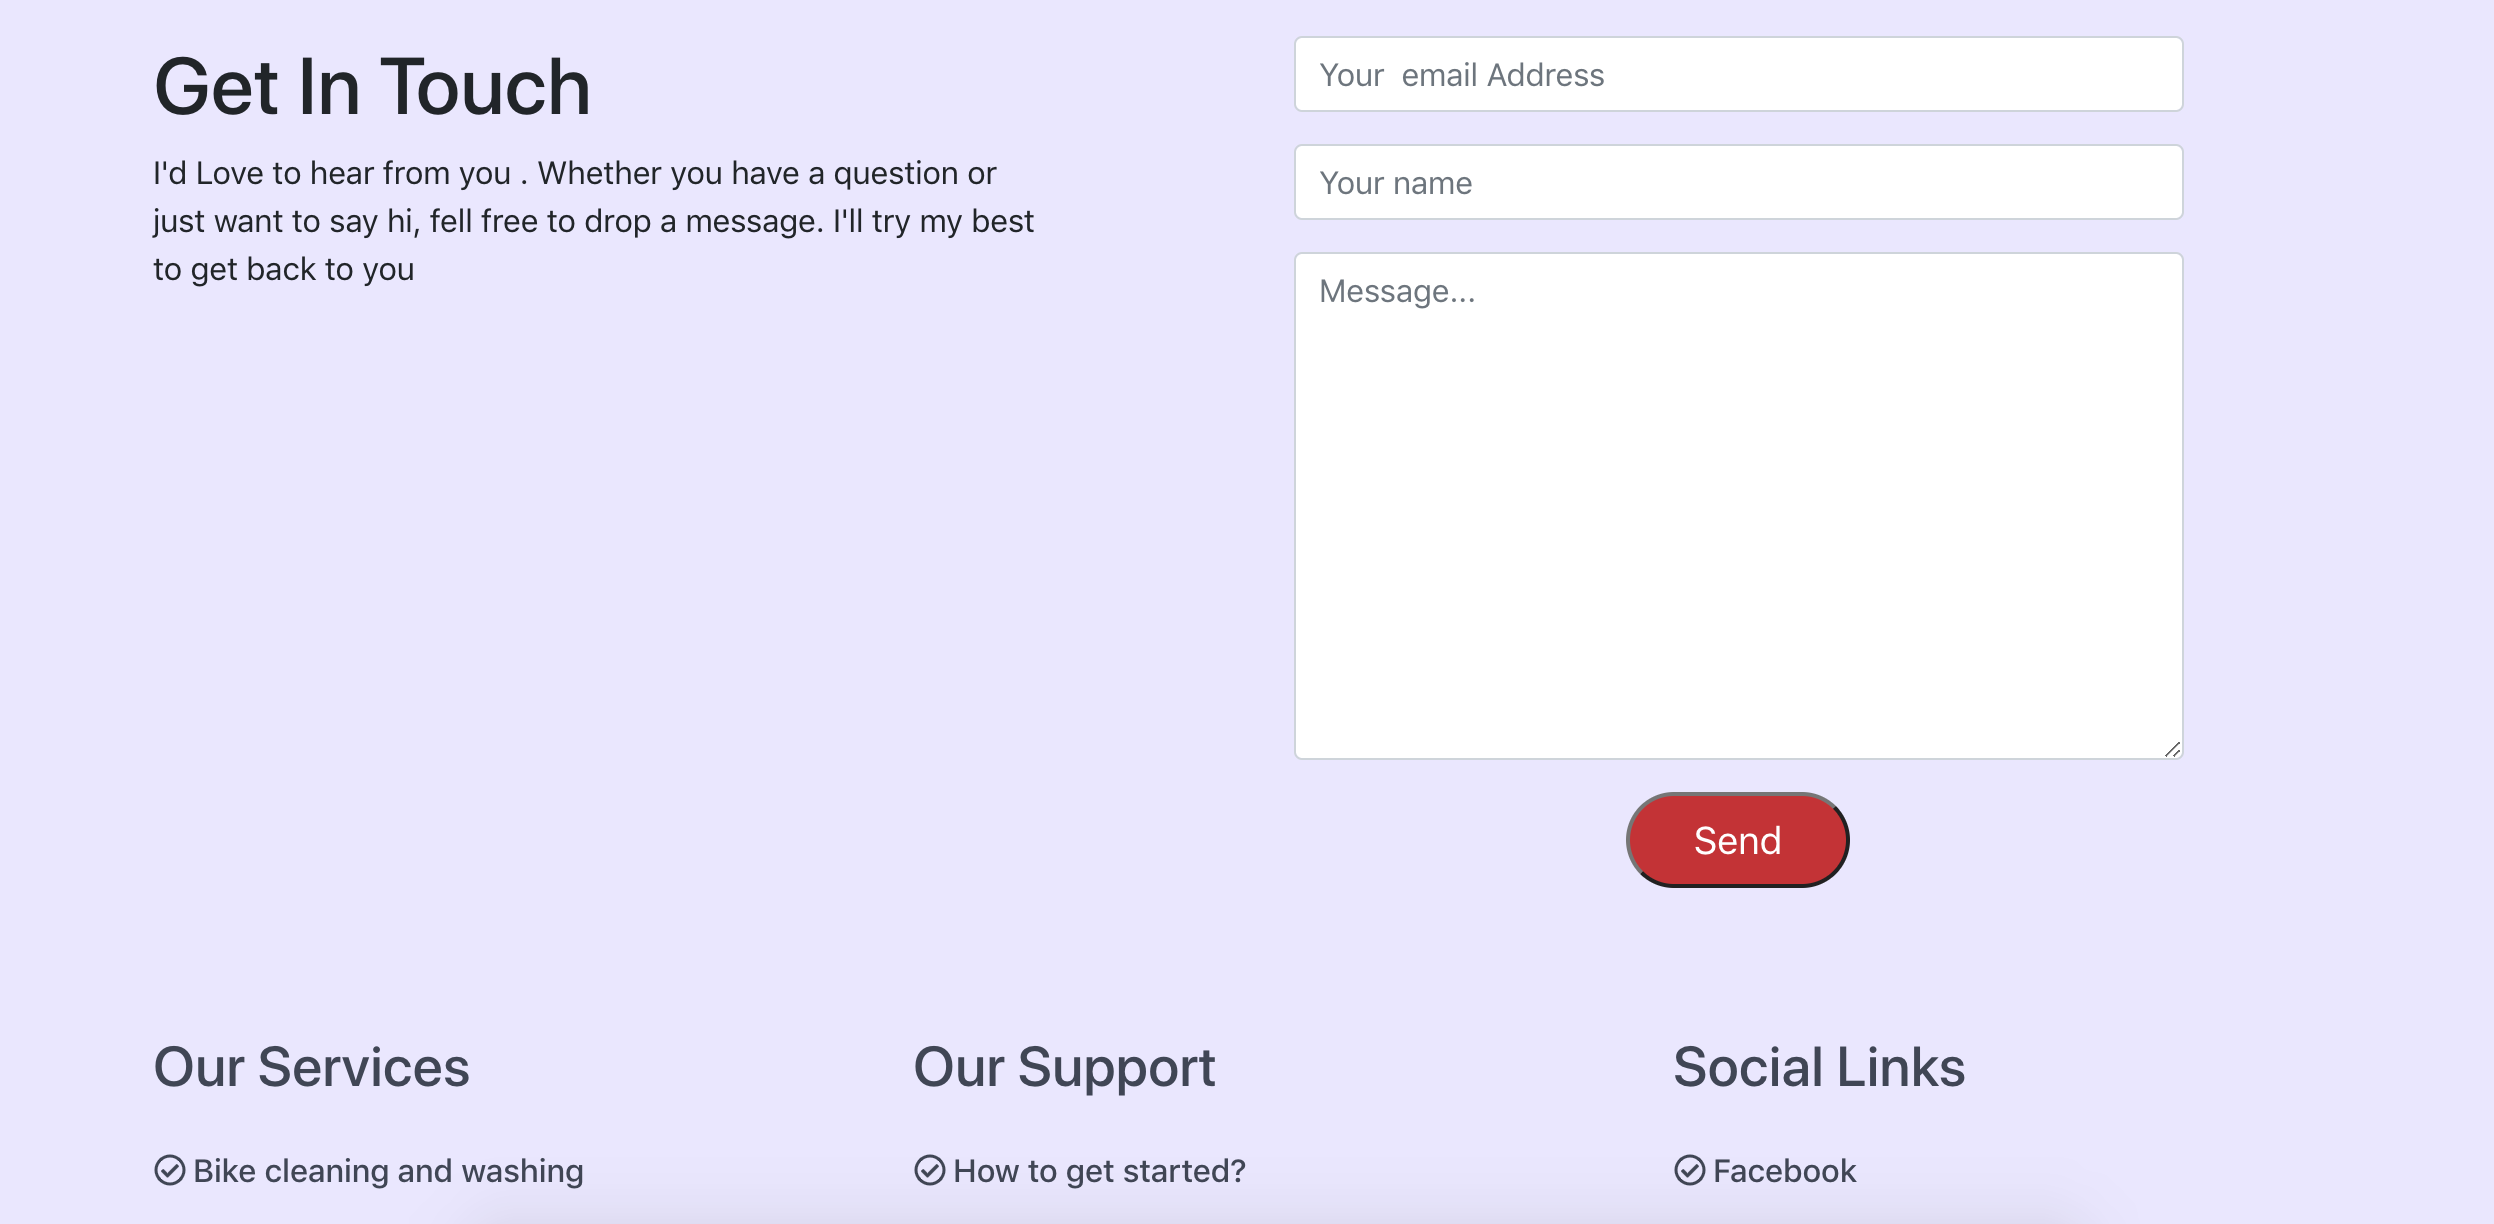 Get In Touch
I'd Love to hear from you . Whether you have a question or
just want to say hi, fell free to drop a message. I'll try my best
to get back to you
Your  email Address
Your name
Message...
Send
Our Services
Bike cleaning and washing
Our Support
How to get started?
Social Links
Facebook